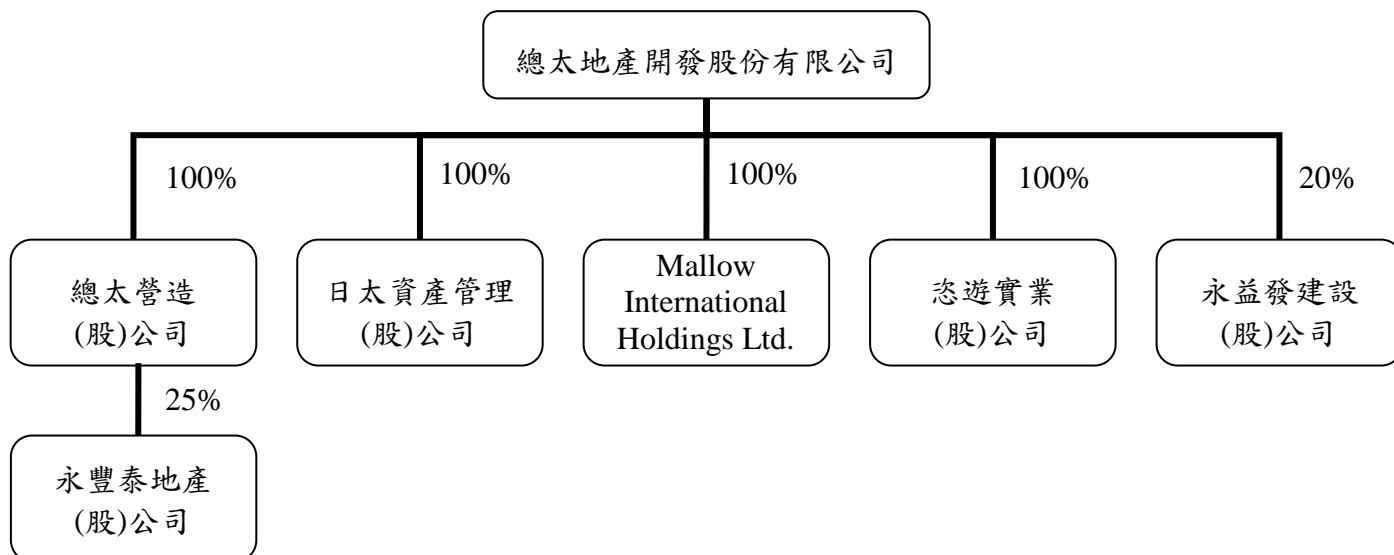 總太地產開發股份有限公司
100%
100%
100%
100%
20%
總太營造
(股)公司
日太資產管理
(股)公司
Mallow
International
Holdings Ltd.
恣遊實業
(股)公司
永益發建設
(股)公司
25%
永豐泰地產
(股)公司